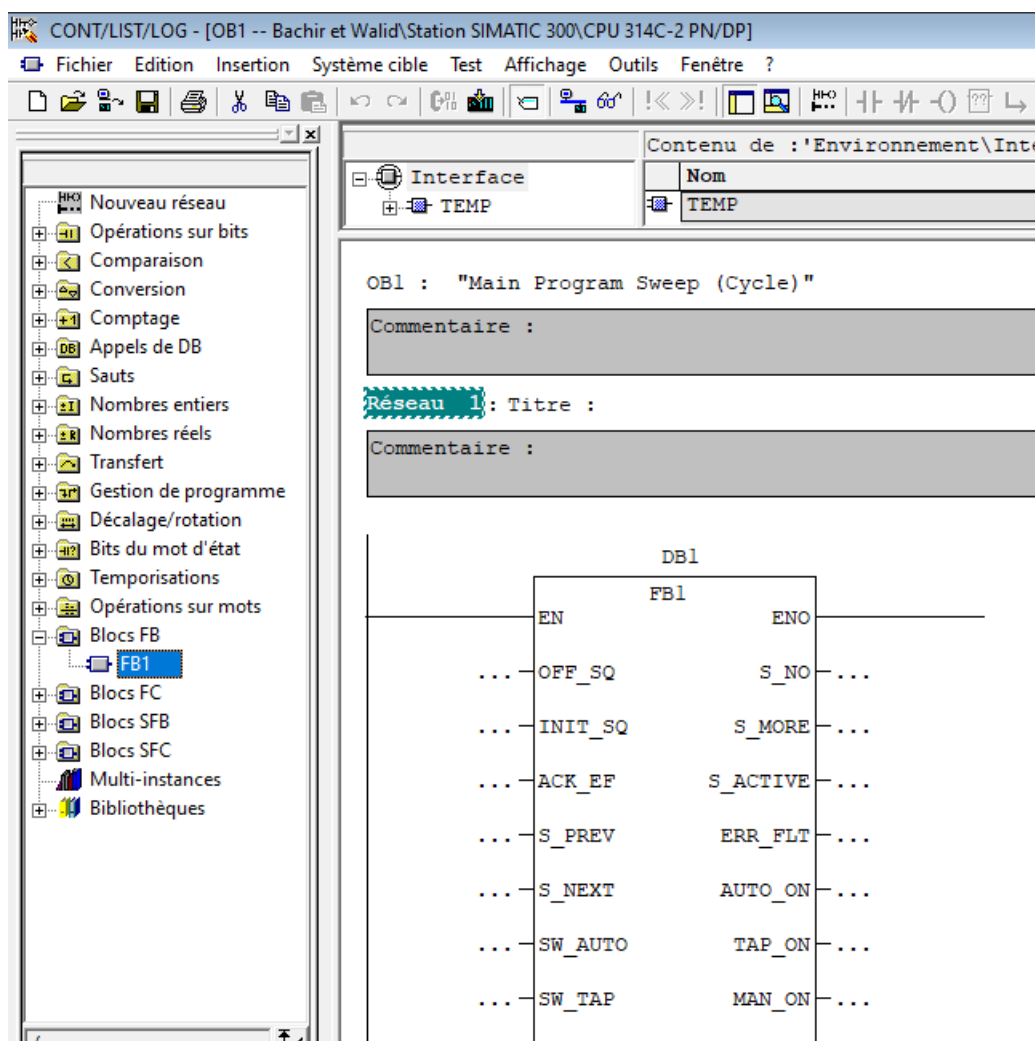 CONT/LIST/LOG - [OB1 -- Bachir et Walid\Station SIMATIC 300\CPU 314C-2 PN/DP]
Fichier Edition Insertion Système cible Test Affichage Outils Fenêtre ?
Nouveau réseau
Opérations sur bits
Comparaison
Conversion
Comptage
Appels de DB
Sauts
Nombres entiers
Nombres réels
Transfert
Gestion de programme
Décalage/rotation
Bits du mot d'état
Temporisations
Opérations sur mots
Blocs FB
FB1
Blocs FC
Blocs SFB
Blocs SFC
Multi-instances
Bibliothèques
Contenu de :'Environnement\Inte
Interface
TEMP
Nom
TEMP
OB1 : "Main Program Sweep (Cycle)"
Commentaire :
Réseau 1: Titre :
Commentaire :
DB1
FB1
EN ENO
... OFF_SQ S_NO ...
... INIT_SQ S_MORE ...
... ACK_EF S_ACTIVE ...
... S_PREV ERR_FLT ...
... S_NEXT AUTO_ON ...
... SW_AUTO TAP_ON ...
... SW_TAP MAN_ON ...